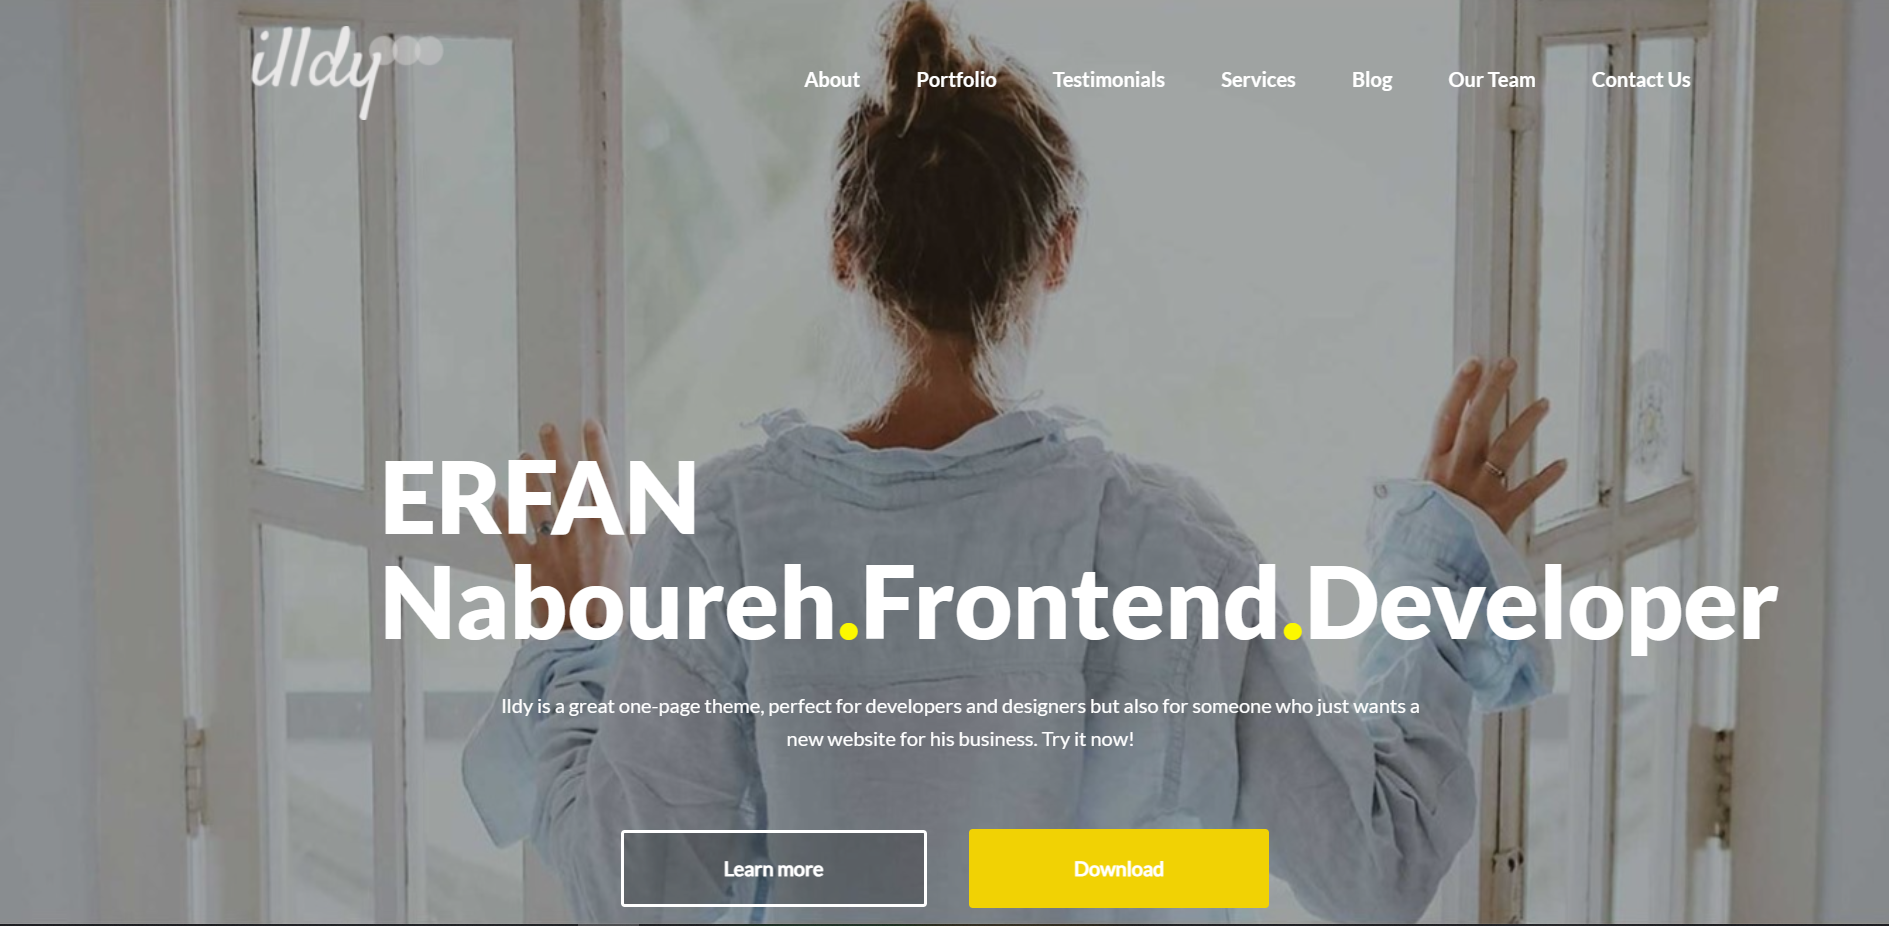 illdy
About Portfolio Testimonials Services Blog Our Team Contact Us
ERFAN
Naboureh.Frontend.Developer
lldy is a great one-page theme, perfect for developers and designers but also for someone who just wants a
new website for his business. Try it now!
Learn more Download